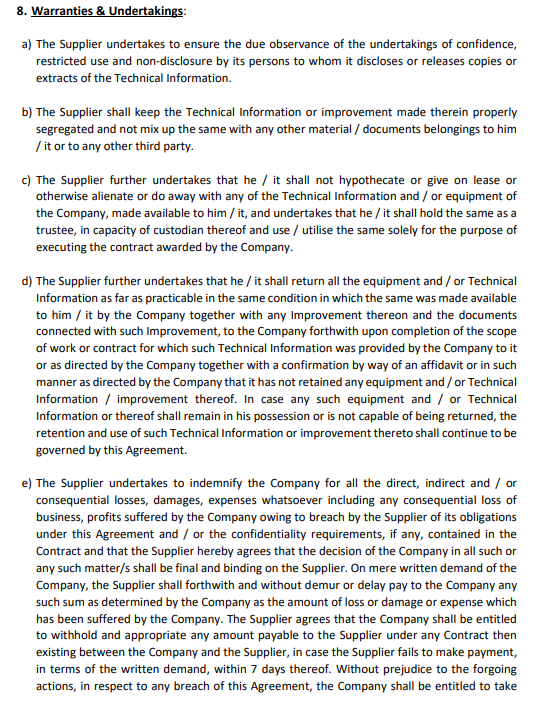 8. Warranties & Undertakings:
a) The Supplier undertakes to ensure the due observance of the undertakings of confidence,
restricted use and non-disclosure by its persons to whom it discloses or releases copies or
extracts of the Technical Information.
b) The Supplier shall keep the Technical Information or improvement made therein properly
segregated and not mix up the same with any other material / documents belongings to him
/ it or to any other third party.
c) The Supplier further undertakes that he / it shall not hypothecate or give on lease or
otherwise alienate or do away with any of the Technical Information and / or equipment of
the Company, made available to him / it, and undertakes that he / it shall hold the same as a
trustee, in capacity of custodian thereof and use / utilise the same solely for the purpose of
executing the contract awarded by the Company.
d) The Supplier further undertakes that he / it shall return all the equipment and / or Technical
Information as far as practicable in the same condition in which the same was made available
to him / it by the Company together with any Improvement thereon and the documents
connected with such Improvement, to the Company forthwith upon completion of the scope
of work or contract for which such Technical Information was provided by the Company to it
or as directed by the Company together with a confirmation by way of an affidavit or in such
manner as directed by the Company that it has not retained any equipment and / or Technical
Information / improvement thereof. In case any such equipment and / or Technical
Information or thereof shall remain in his possession or is not capable of being returned, the
retention and use of such Technical Information or improvement thereto shall continue to be
governed by this Agreement.
e) The Supplier undertakes to indemnify the Company for all the direct, indirect and / or
consequential losses, damages, expenses whatsoever including any consequential loss of
business, profits suffered by the Company owing to breach by the Supplier of its obligations
under this Agreement and / or the confidentiality requirements, if any, contained in the
Contract and that the Supplier hereby agrees that the decision of the Company in all such or
any such matter/s shall be final and binding on the Supplier. On mere written demand of the
Company, the Supplier shall forthwith and without demur or delay pay to the Company any
such sum as determined by the Company as the amount of loss or damage or expense which
has been suffered by the Company. The Supplier agrees that the Company shall be entitled
to withhold and appropriate any amount payable to the Supplier under any Contract then
existing between the Company and the Supplier, in case the Supplier fails to make payment,
in terms of the written demand, within 7 days thereof. Without prejudice to the forgoing
actions, in respect to any breach of this Agreement, the Company shall be entitled to take